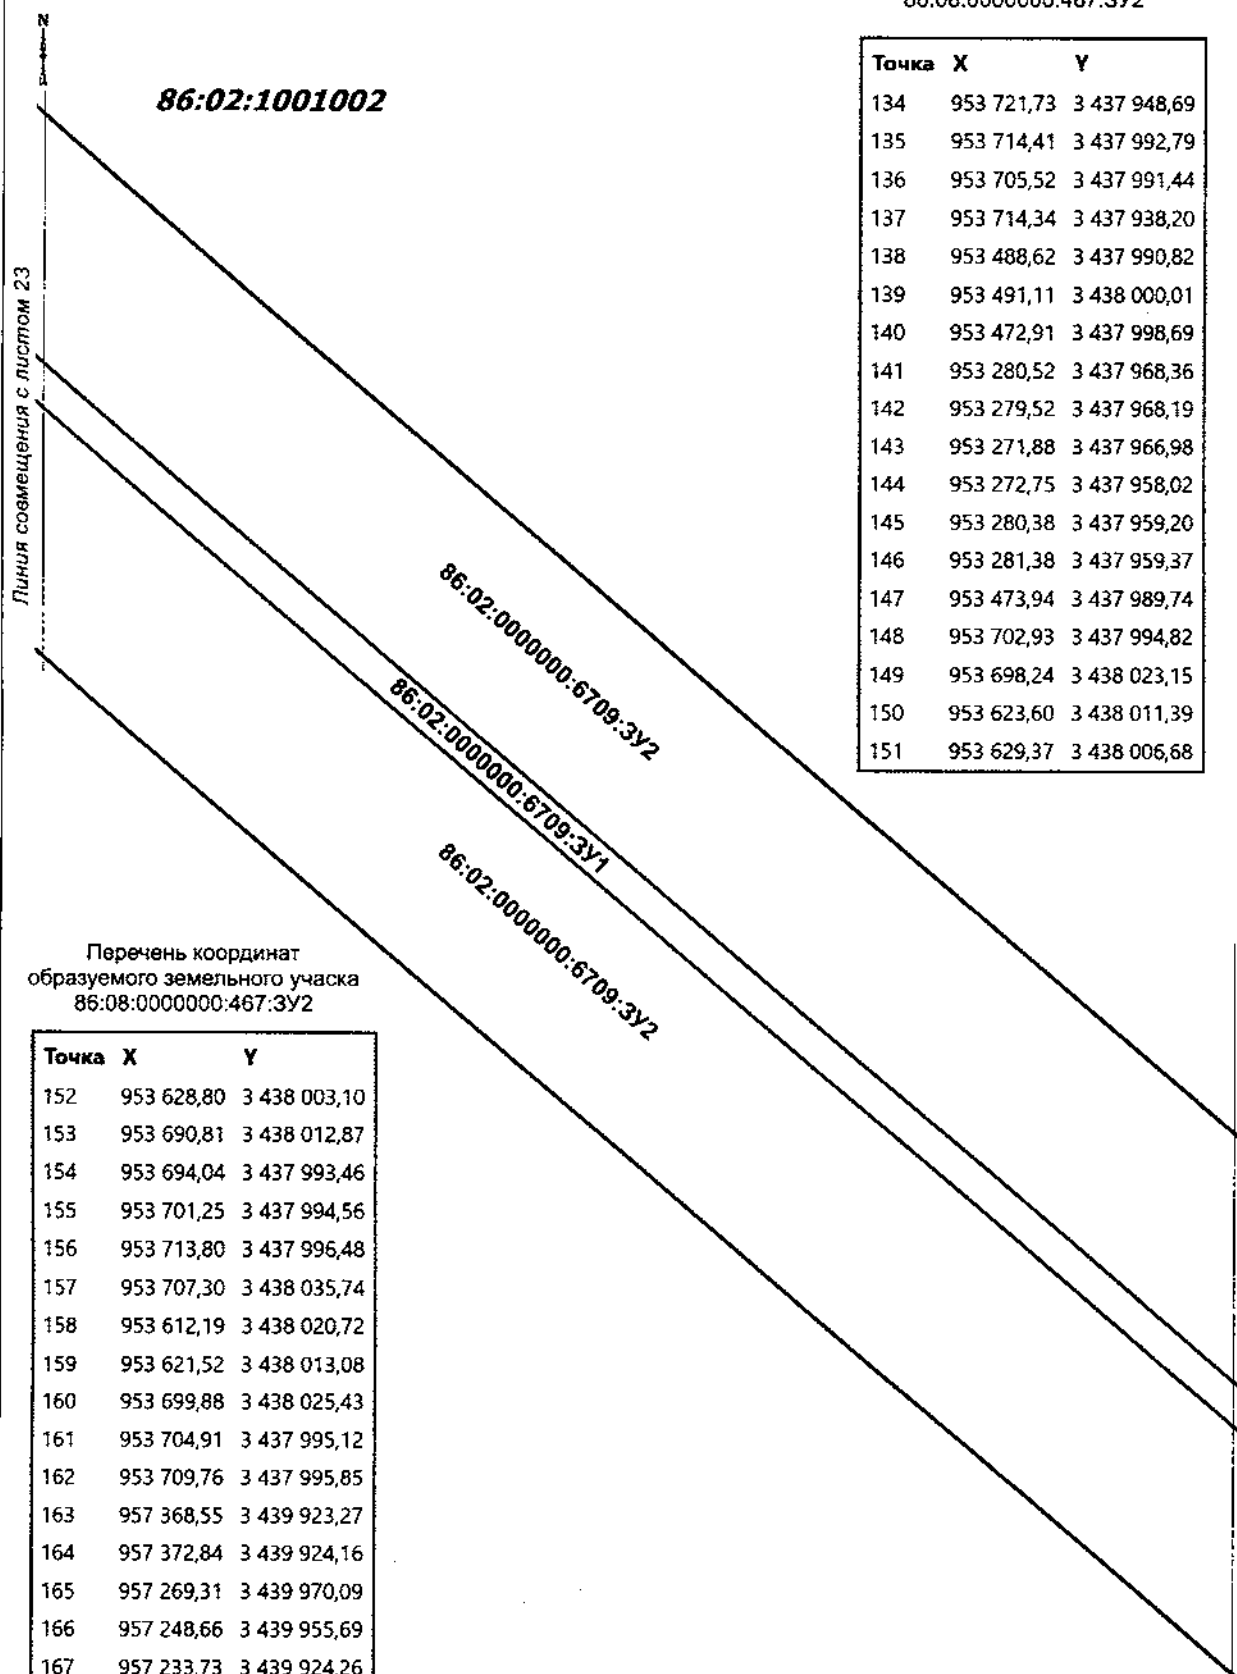 N
86:02:1001002
Линия совмещения с листом 23
Точка X Y
134 953 721,73 3 437 948,69
135 953 714,41 3 437 992,79
136 953 705,52 3 437 991,44
137 953 714,34 3 437 938,20
138 953 488,62 3 437 990,82
139 953 491,11 3 438 000,01
140 953 472,91 3 437 998,69
141 953 280,52 3 437 968,36
142 953 279,52 3 437 968,19
143 953 271,88 3 437 966,98
144 953 272,75 3 437 958,02
145 953 280,38 3 437 959,20
146 953 281,38 3 437 959,37
147 953 473,94 3 437 989,74
148 953 702,93 3 437 994,82
149 953 698,24 3 438 023,15
150 953 623,60 3 438 011,39
151 953 629,37 3 438 006,68
86:02:0000000:6709:ЗУ2
86:02:0000000:6709:ЗУ1
86:02:0000000:6709:ЗУ2
Перечень координат
образуемого земельного учаска
86:08:0000000:467:ЗУ2
Точка X Y
152 953 628,80 3 438 003,10
153 953 690,81 3 438 012,87
154 953 694,04 3 437 993,46
155 953 701,25 3 437 994,56
156 953 713,80 3 437 996,48
157 953 707,30 3 438 035,74
158 953 612,19 3 438 020,72
159 953 621,52 3 438 013,08
160 953 699,88 3 438 025,43
161 953 704,91 3 437 995,12
162 953 709,76 3 437 995,85
163 957 368,55 3 439 923,27
164 957 372,84 3 439 924,16
165 957 269,31 3 439 970,09
166 957 248,66 3 439 955,69
167 957 233,73 3 439 924,26